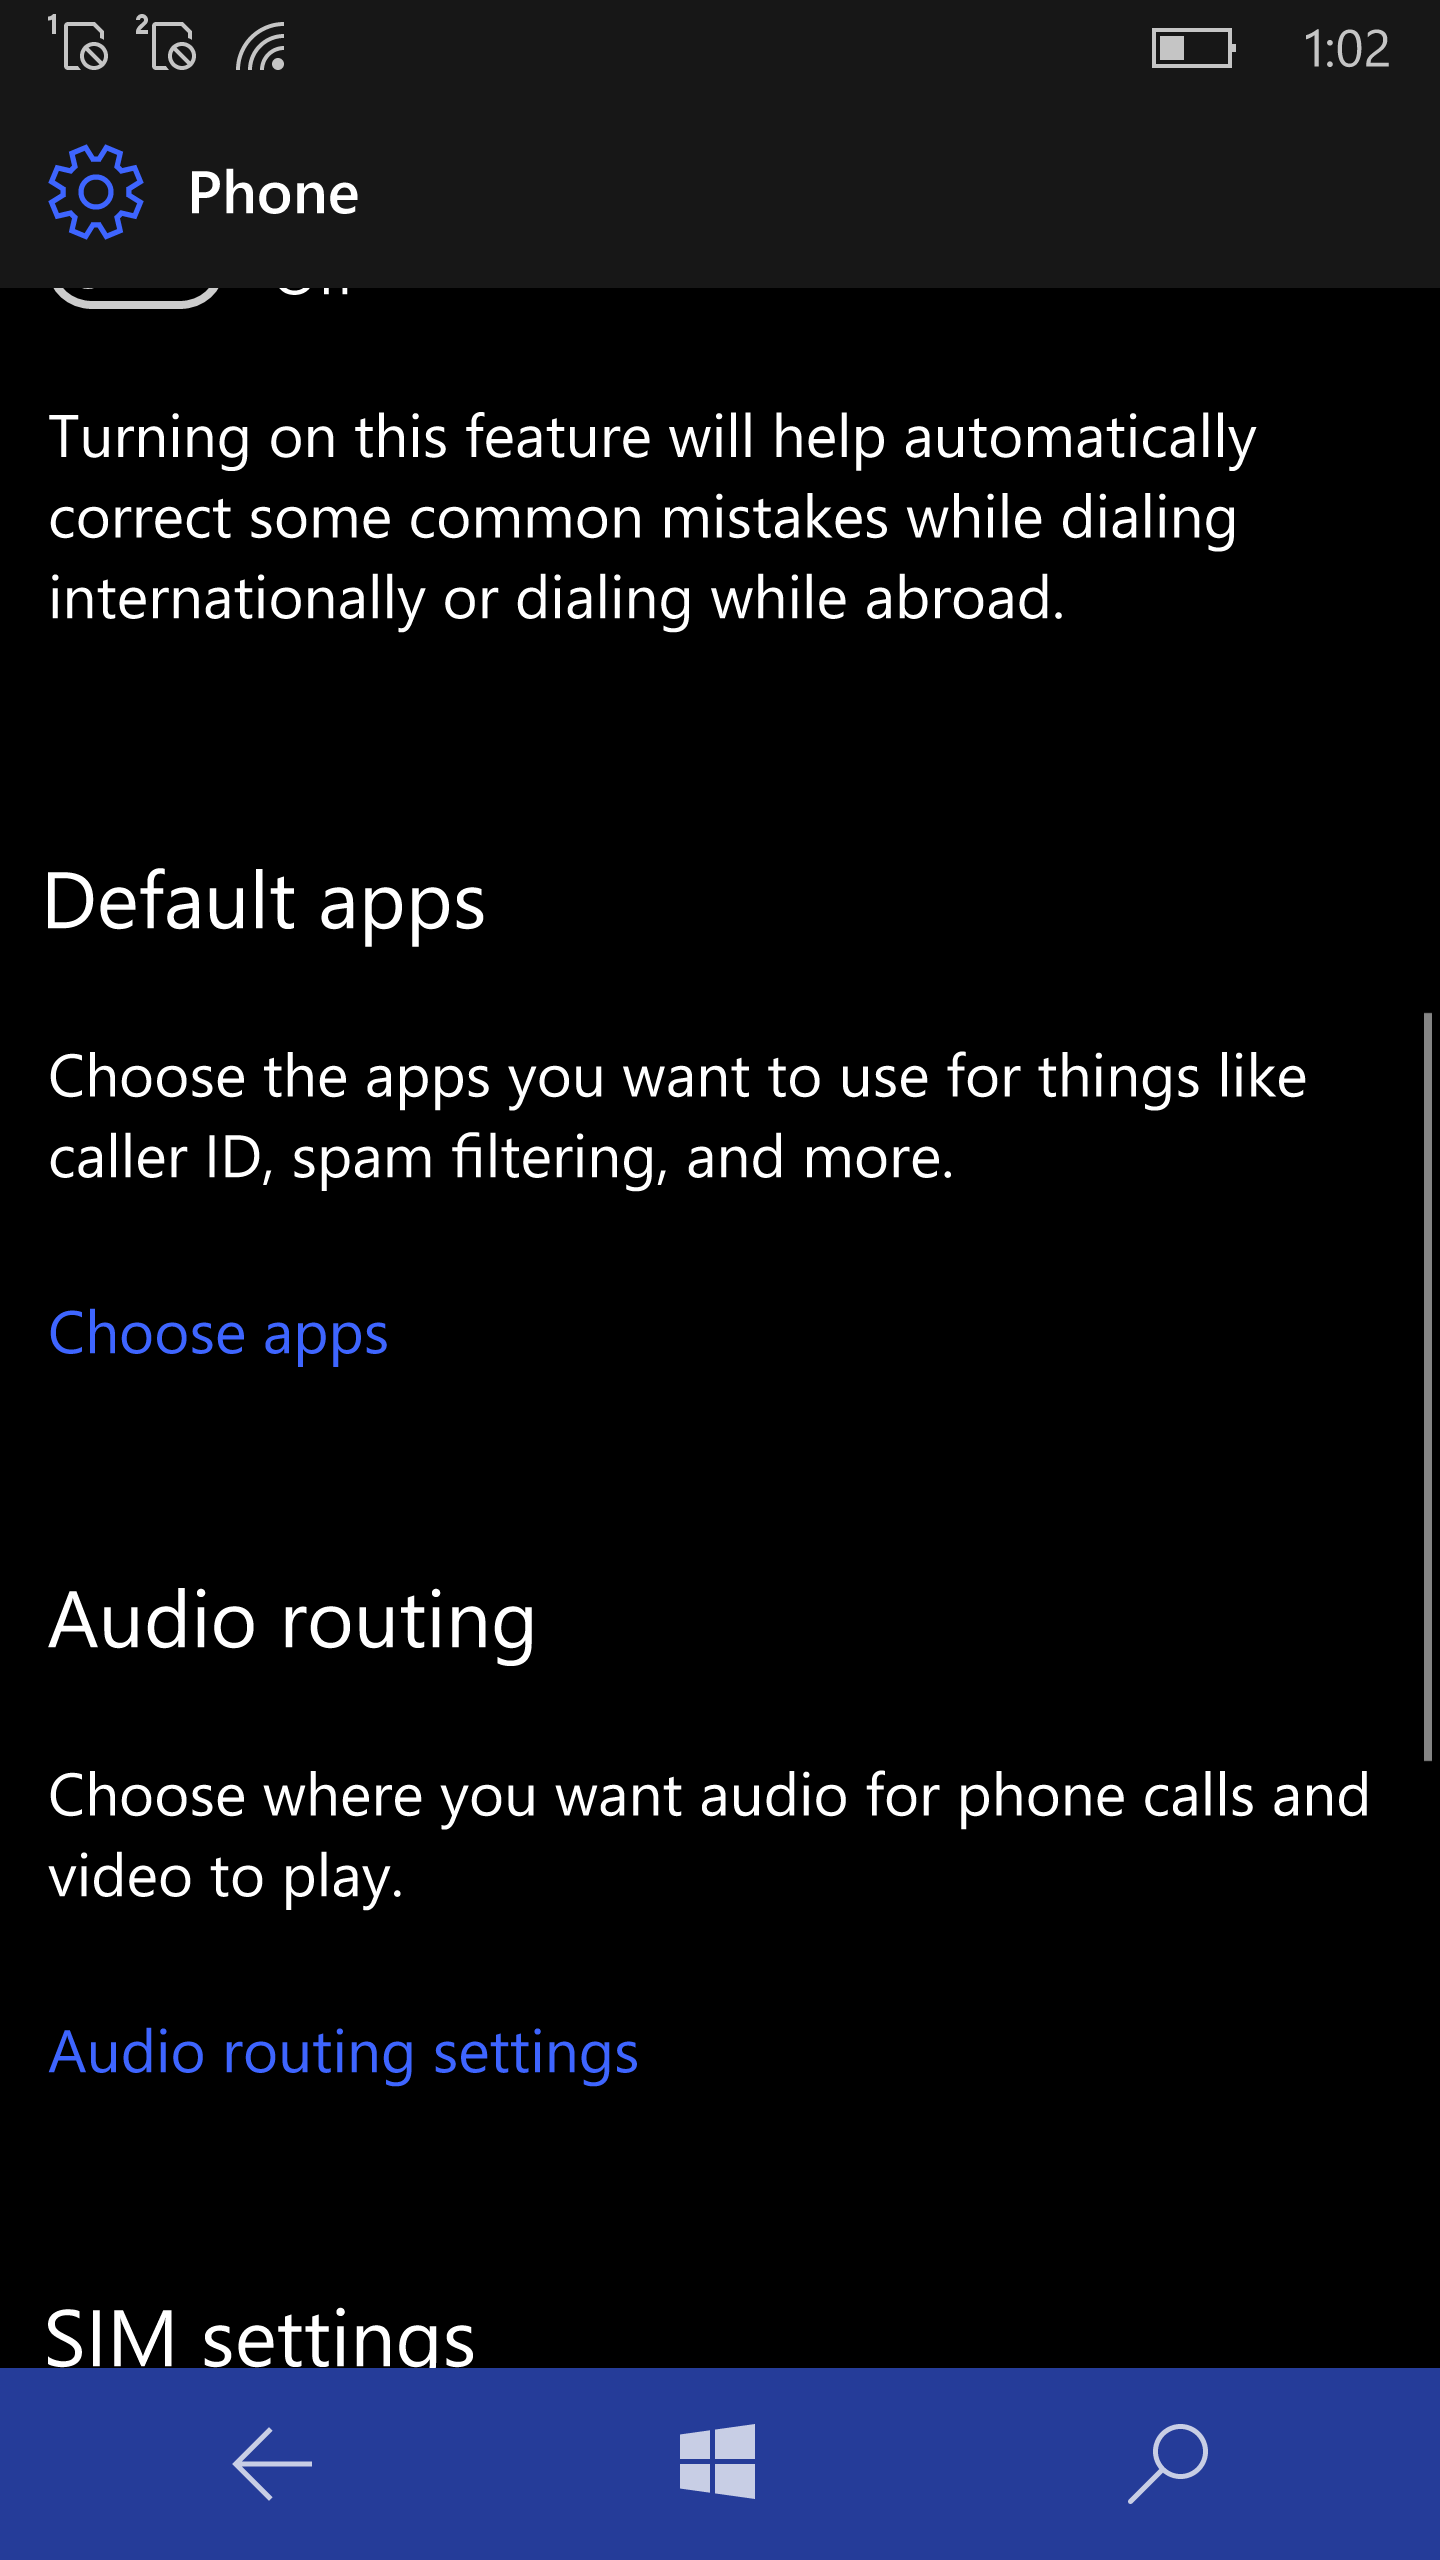 1 2 1:02
Phone
Turning on this feature will help automatically
correct some common mistakes while dialing
internationally or dialing while abroad.
Default apps
Choose the apps you want to use for things like
caller ID, spam filtering, and more.
Choose apps
Audio routing
Choose where you want audio for phone calls and
video to play.
Audio routing settings
SIM settings